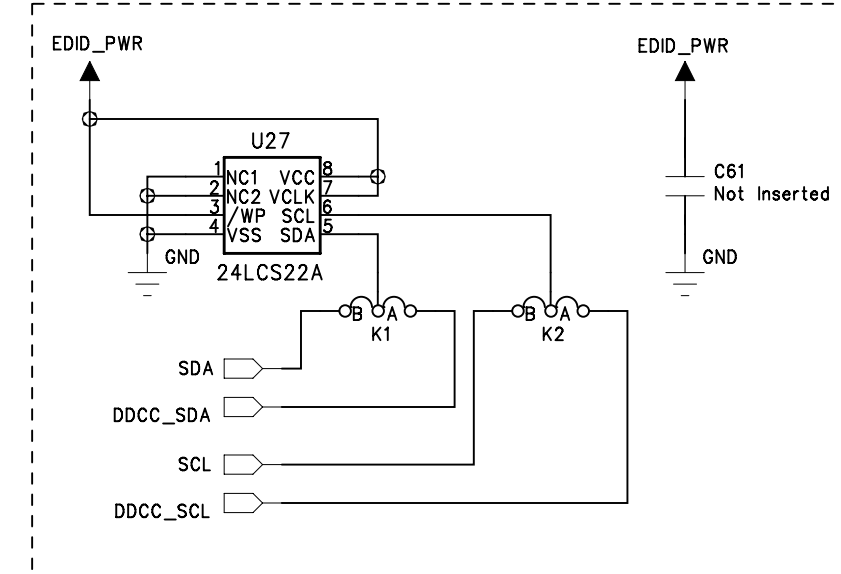 EDID_PWR
EDID_PWR
U27
1 NC1 VCC 8
2 NC2 VCLK 7
3 /WP SCL 6
4 VSS SDA 5
C61
Not Inserted
GND
GND
24LCS22A
B A
B A
K1
K2
SDA
DDCC_SDA
SCL
DDCC_SCL